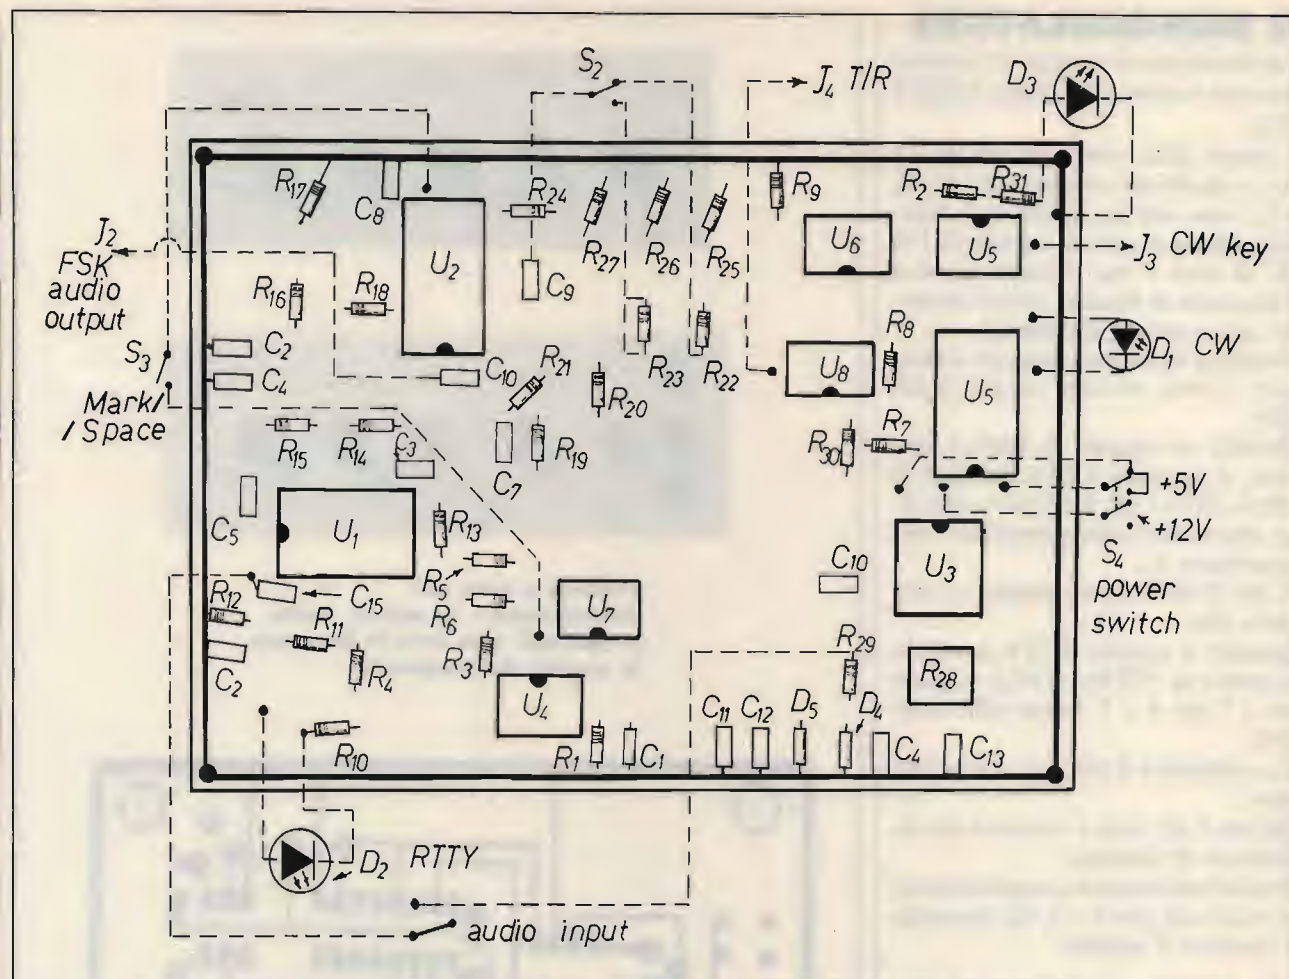 S2
J4 T/R
D3
R17
C8
R24
R9
R2
R31
J2
FSK
audio
output
U2
R27
R26
R25
U6
U5
J3 CW key
R16
R18
C9
S3
C2
C4
C10
R21
R20
R23
R22
U8
R8
U5
D1 CW
Mark/
/Space
R15
R14
C3
C7
R19
R30
R7
+5V
+12V
S4
power
switch
C5
U1
R13
R5
R6
C10
U3
R12
C15
R11
U7
C2
R4
R3
U4
R29
R28
R10
R1
C1
C11
C12
D5
D4
C4
C13
D2 RTTY
audio input